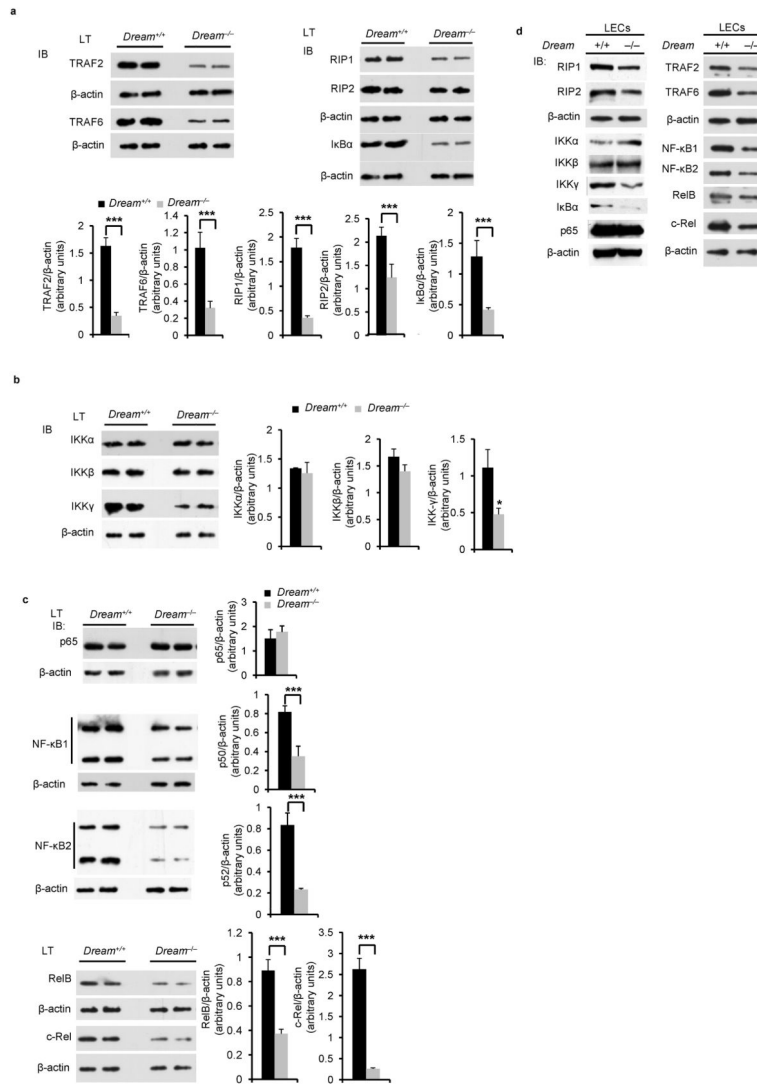 a
LT Dream+/+ Dream–/–
IB
TRAF2
β-actin
TRAF6
β-actin
LT Dream+/+ Dream–/–
IB
RIP1
RIP2
β-actin
IκBα
β-actin
Dream+/+ Dream–/–
TRAF2/β-actin
(arbitrary units)
2
1.5
1
0.5
0
***
TRAF6/β-actin
(arbitrary units)
1.4
1.2
1
0.8
0.6
0.4
0.2
0
***
RIP1/β-actin
(arbitrary units)
2
1.5
1
0.5
0
***
RIP2/β-actin
(arbitrary units)
2.5
2
1.5
1
0.5
0
***
IκBα/β-actin
(arbitrary units)
2
1.5
1
0.5
0
***
d
LECs
Dream +/+ –/–
IB:
RIP1
RIP2
β-actin
IKKα
IKKβ
IKKγ
IκBα
p65
β-actin
LECs
Dream +/+ –/–
TRAF2
TRAF6
β-actin
NF-κB1
NF-κB2
RelB
c-Rel
β-actin
b
LT Dream+/+ Dream–/–
IB
IKKα
IKKβ
IKKγ
β-actin
Dream+/+ Dream–/–
IKKα/β-actin
(arbitrary units)
2
1.5
1
0.5
0
IKKβ/β-actin
(arbitrary units)
2
1.5
1
0.5
0
IKK-γ/β-actin
(arbitrary units)
1.5
1
0.5
0
*
c
LT Dream+/+ Dream–/–
IB:
p65
β-actin
NF-κB1
β-actin
NF-κB2
β-actin
Dream+/+
Dream–/–
p65/β-actin
(arbitrary units)
3
2
2
1
1
0
p50/β-actin
(arbitrary units)
1
0.8
0.6
0.4
0.2
0
***
p52/β-actin
(arbitrary units)
1
0.8
0.6
0.4
0.2
0
***
LT Dream+/+ Dream–/–
RelB
β-actin
c-Rel
β-actin
RelB/β-actin
(arbitrary units)
1.2
1
0.8
0.6
0.4
0.2
0
***
c-Rel/β-actin
(arbitrary units)
3
2.5
2
1.5
1
0.5
0
***